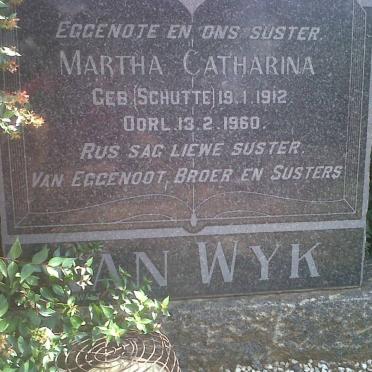 EGGENOTE EN ONS SUSTER.
MARTHA CATHARINA
GEB.(SCHUTTE) 19.1.1912.
OORL. 13.2.1960.
RUS SAG LIEWE SUSTER.
VAN EGGENOOT, BROER EN SUSTERS
VAN WYK